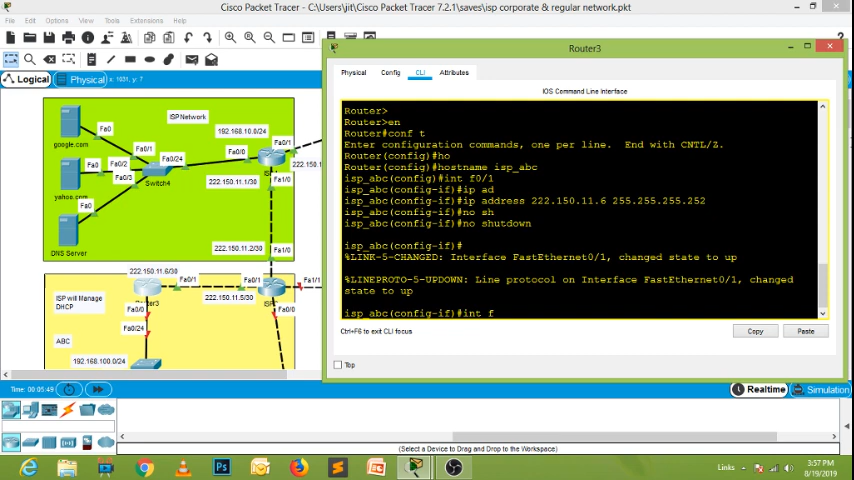 Cisco Packet Tracer - C:\Users\jit\Cisco Packet Tracer 7.2.1\saves\isp corporate & regular network.pkt
File Edit Options View Tools Extensions Help
Logical
Physical
x: 1031, y: ?
ISP Network
google.com
Fa0
Fa0/1
192.168.10.0/24
Fa0/1
Fa0/24
Fa0/0
Fa0
Fa0/2
222.150.1
yahoo.com
Fa0/3
Switch4
222.150.11.1/30
Fa1/0
Fa0
DNS Server
222.150.11.2/30
Fa1/0
222.150.11.6/30
Fa0/1
Fa0/1
Fa1/1
ISP will Manage
DHCP
222.150.11.5/30
Fa0/0
Fa0/0
Fa0/24
ABC
192.168.100.0/24
Router3
Physical
Config
CLI
Attributes
IOS Command Line Interface
Router>
Router>en
Router#conf t
Enter configuration commands, one per line. End with CNTL/Z.
Router(config)#ho
Router(config)#hostname isp_abc
isp_abc(config)#int f0/1
isp_abc(config-if)#ip ad
isp_abc(config-if)#ip address 222.150.11.6 255.255.255.252
isp_abc(config-if)#no sh
isp_abc(config-if)#no shutdown
isp_abc(config-if)#
%LINK-5-CHANGED: Interface FastEthernet0/1, changed state to up
%LINEPROTO-5-UPDOWN: Line protocol on Interface FastEthernet0/1, changed
state to up
isp_abc(config-if)#int f
Ctrl+F6 to exit CLI focus
Copy
Paste
Top
Time: 00:05:49
Realtime
Simulation
(Select a Device to Drag and Drop to the Workspace)
Links
3:57 PM
8/19/2019